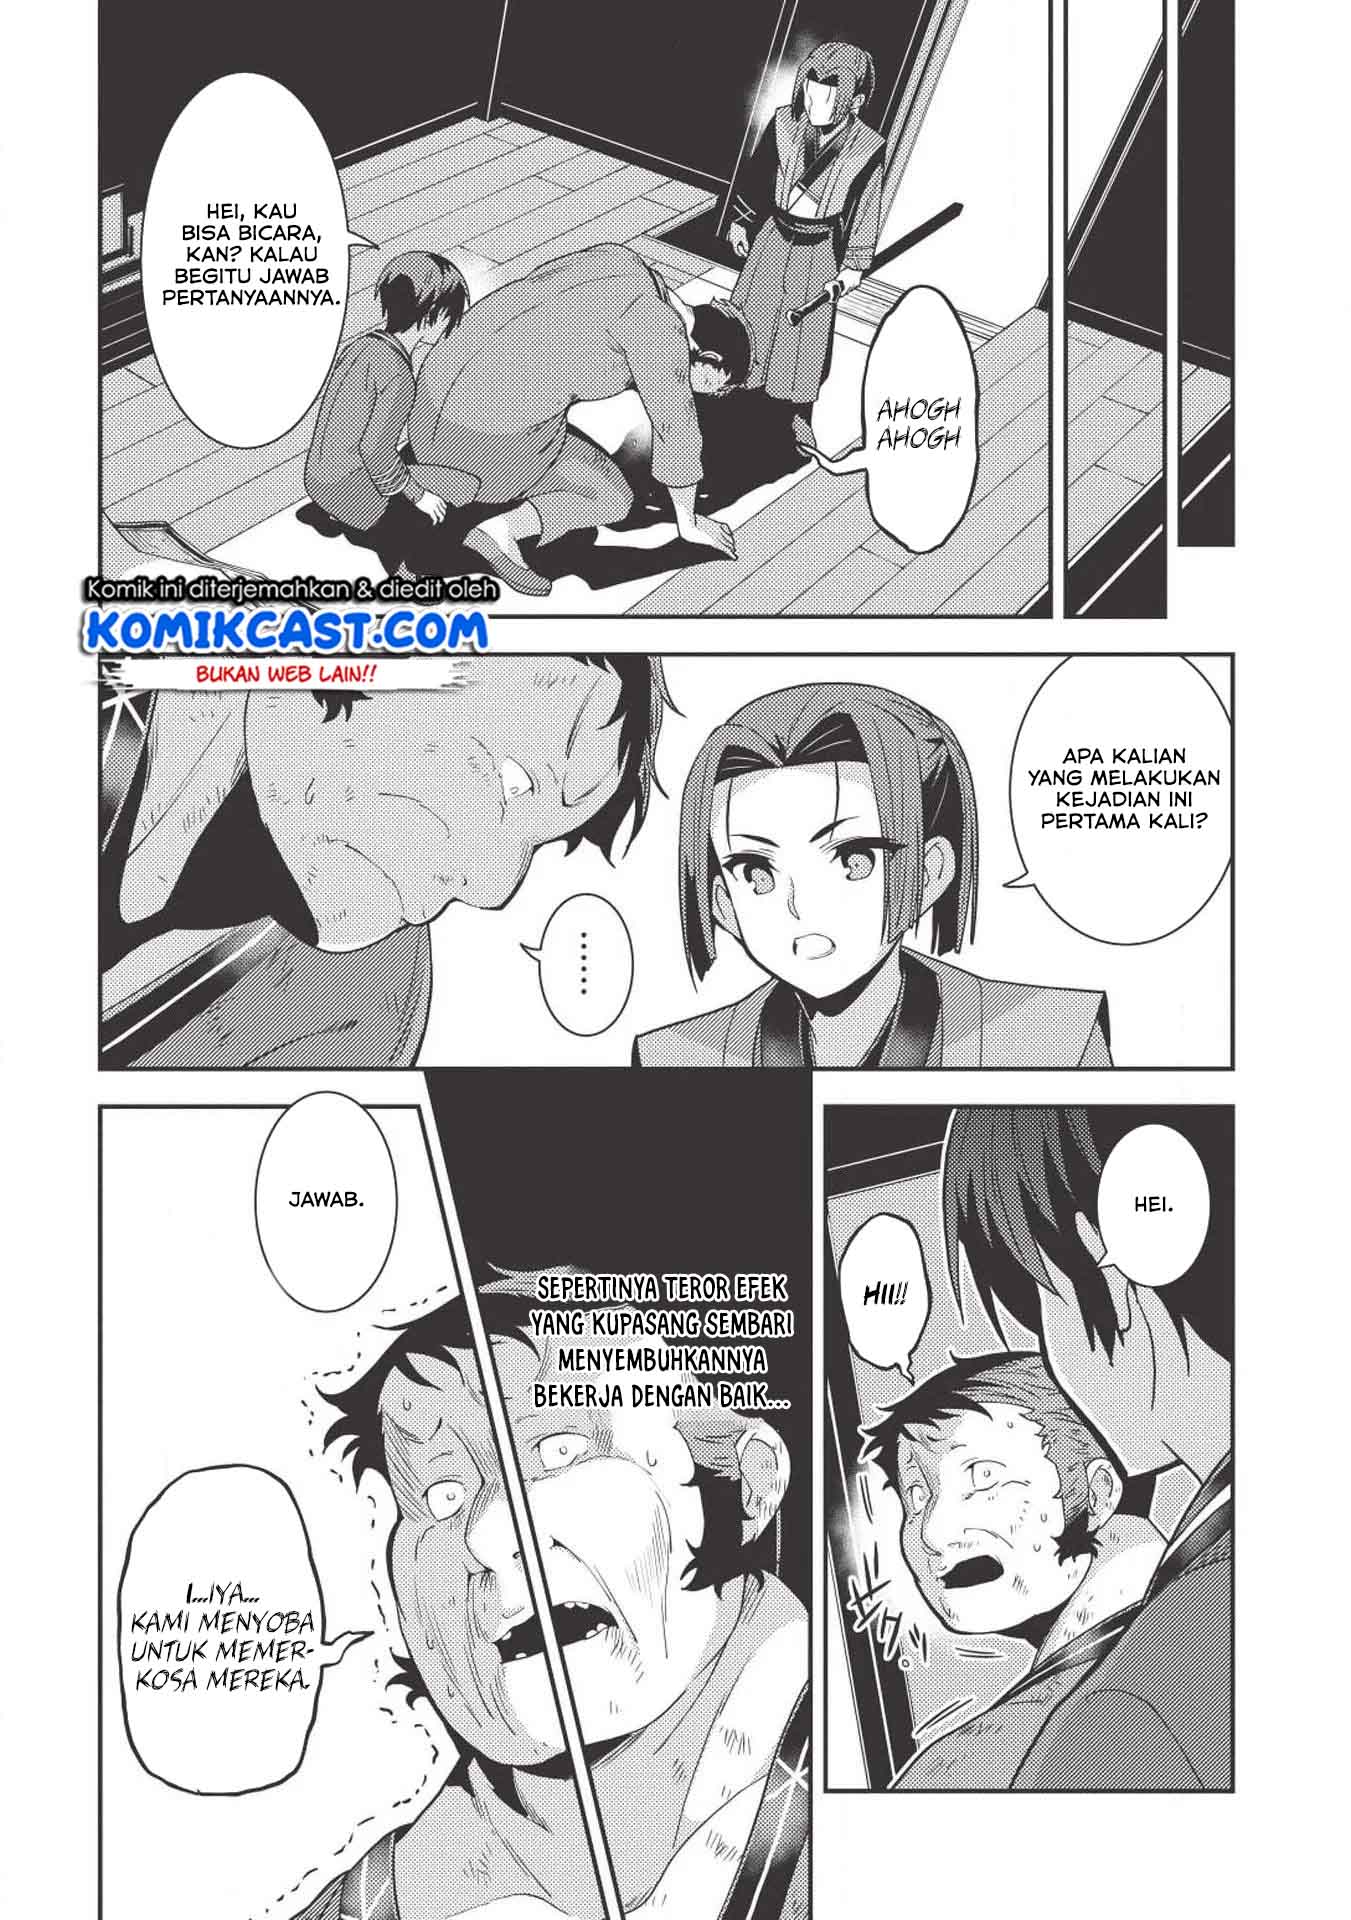 HEI, KAU
BISA BICARA,
KAN? KALAU
BEGITU JAWAB
PERTANYAANNYA.
AHOGH
AHOGH
Komik ini diterjemahkan & diedit oleh
KOMIKCAST.COM
BUKAN WEB LAIN!!
APA KALIAN
YANG MELAKUKAN
KEJADIAN INI
PERTAMA KALI?
......
HEI.
HII!!
JAWAB.
SEPERTINYA TEROR EFEK
YANG KUPASANG SEMBARI
MENYEMBUHKANNYA
BEKERJA DENGAN BAIK...
I...IYA...
KAMI MENYOBA
UNTUK MEMER-
KOSA MEREKA.